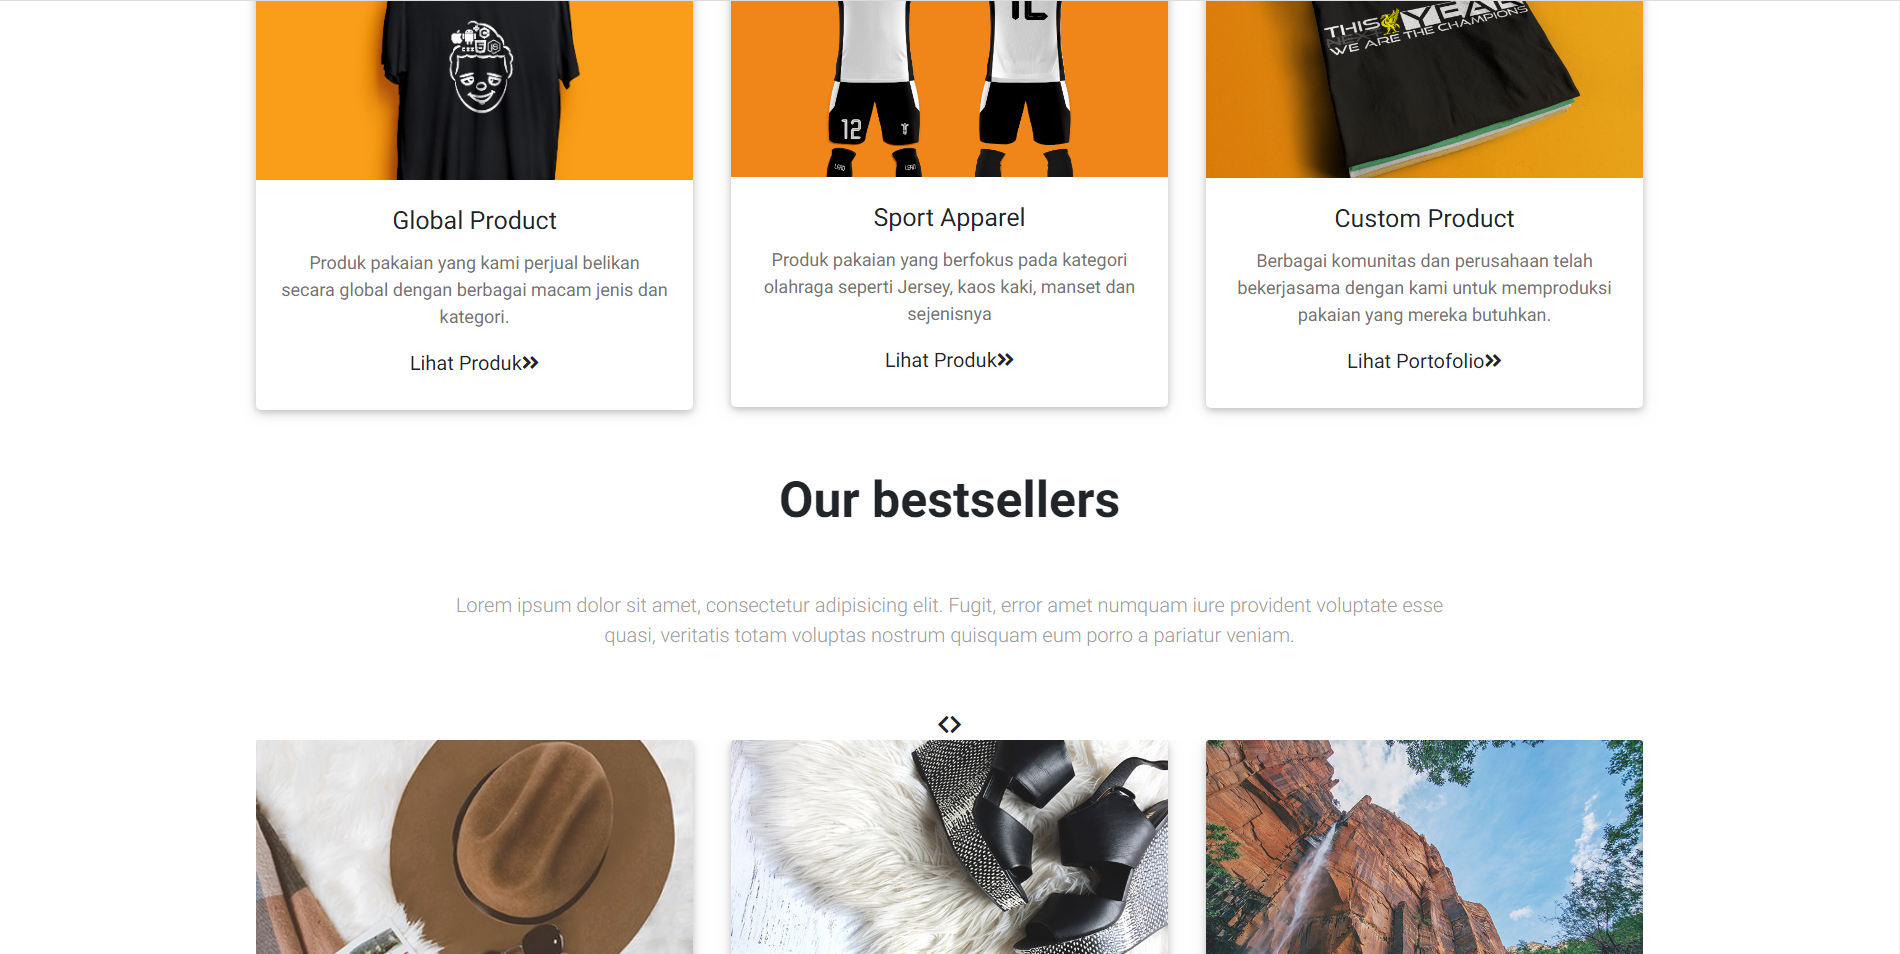 12
THIS YEAR
NEXT
WE ARE THE CHAMPIONS
12
LEAD
LEAD
Global Product
Produk pakaian yang kami perjual belikan
secara global dengan berbagai macam jenis dan
kategori.
Lihat Produk
Sport Apparel
Produk pakaian yang berfokus pada kategori
olahraga seperti Jersey, kaos kaki, manset dan
sejenisnya
Lihat Produk
Custom Product
Berbagai komunitas dan perusahaan telah
bekerjasama dengan kami untuk memproduksi
pakaian yang mereka butuhkan.
Lihat Portofolio
Our bestsellers
Lorem ipsum dolor sit amet, consectetur adipisicing elit. Fugit, error amet numquam iure provident voluptate esse
quasi, veritatis totam voluptas nostrum quisquam eum porro a pariatur veniam.